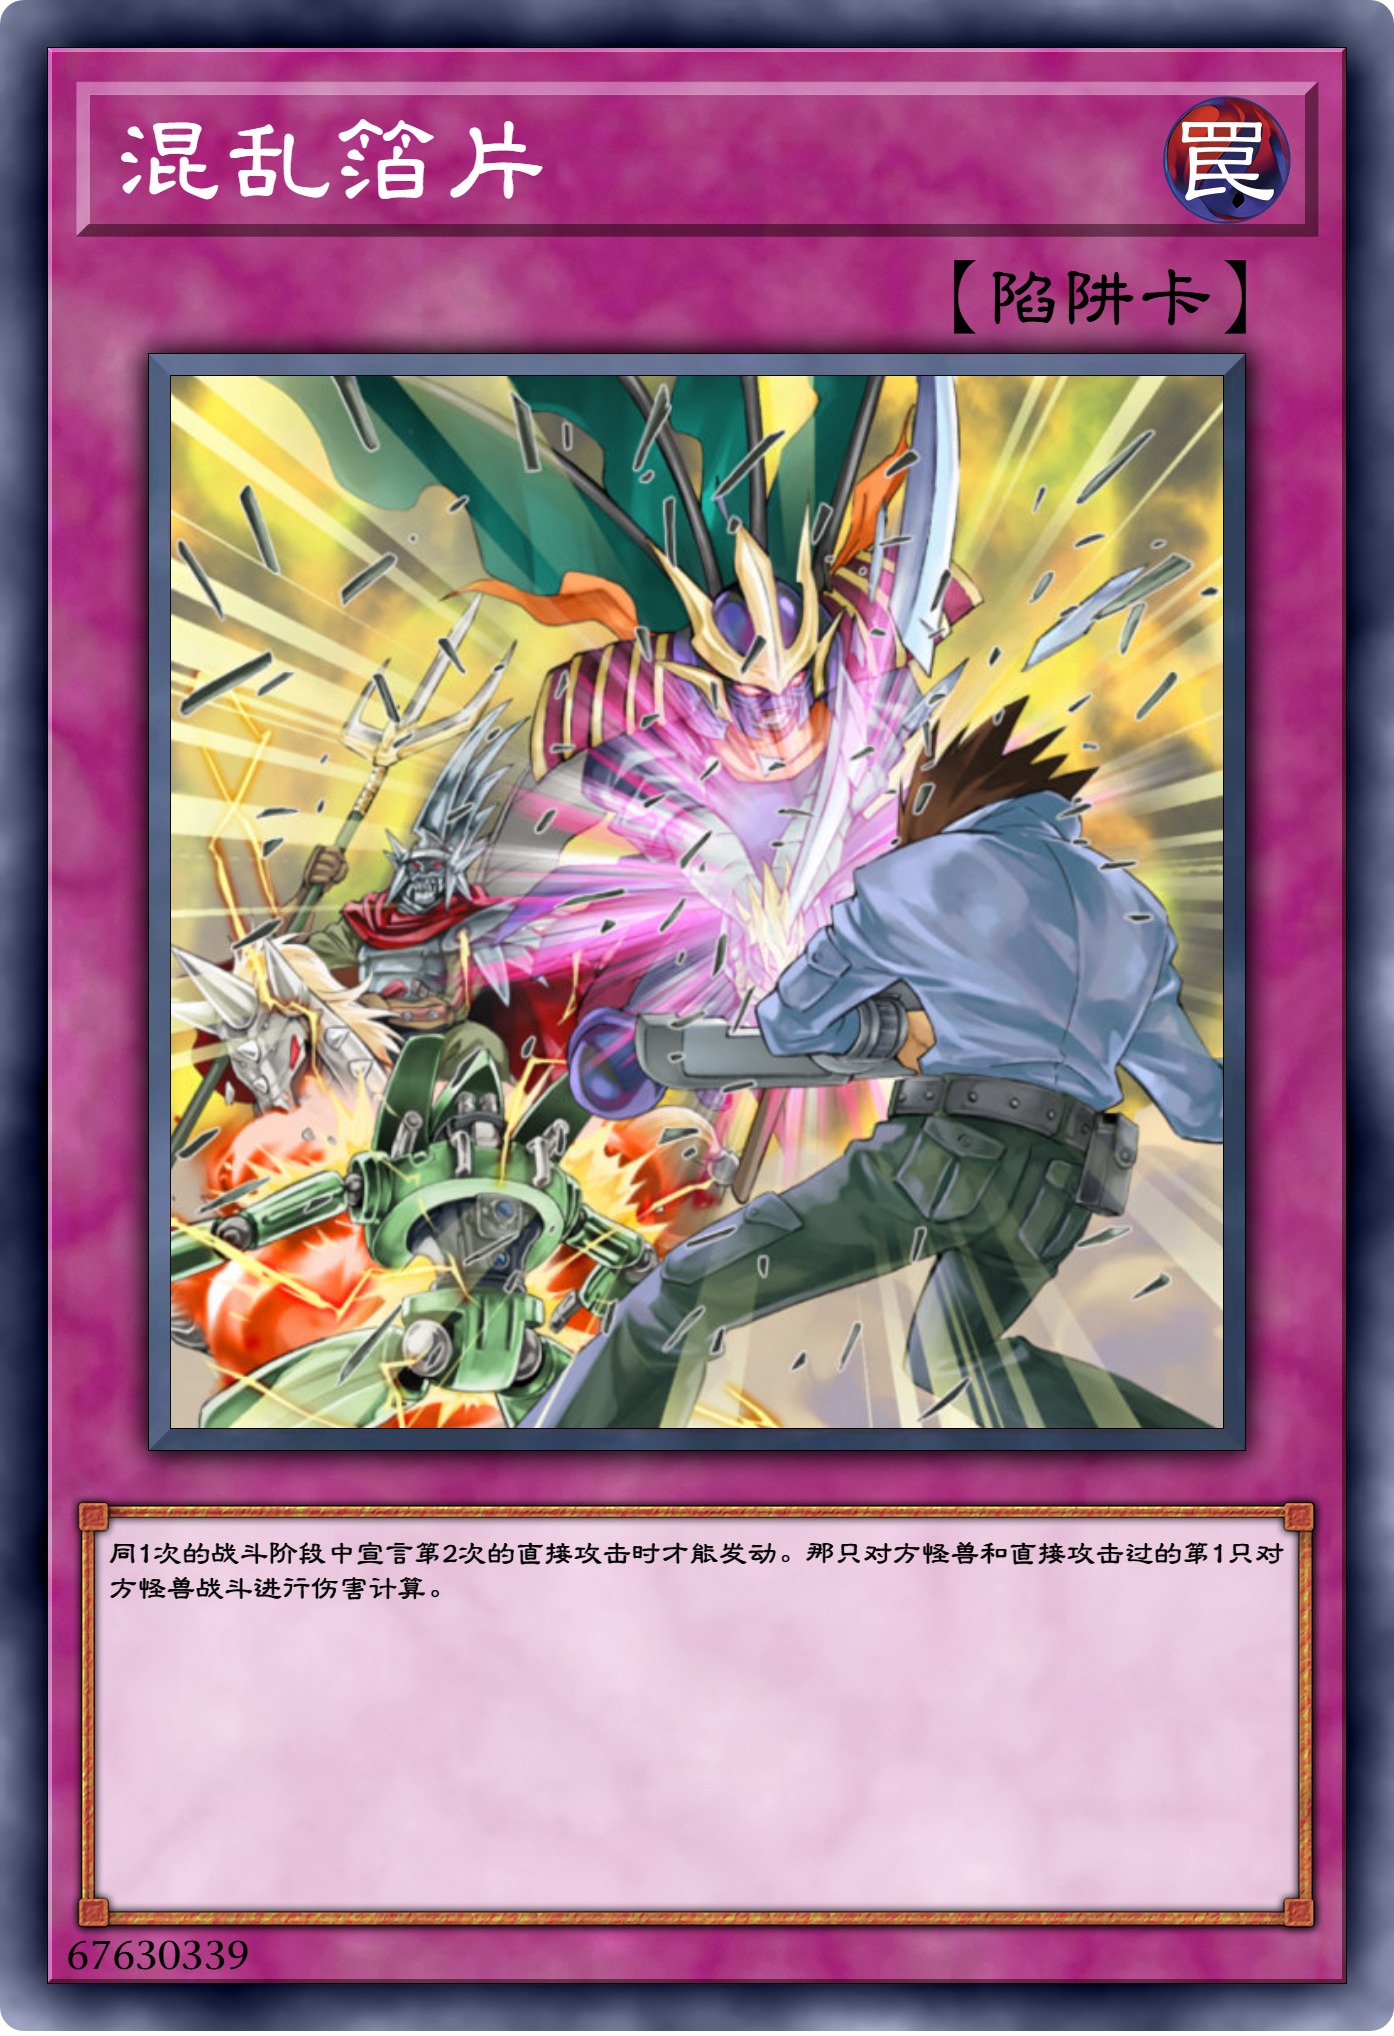 混乱箔片
罠
【陷阱卡】
同1次的战斗阶段中宣言第2次的直接攻击时才能发动。那只对方怪兽和直接攻击过的第1只对
方怪兽战斗进行伤害计算。
67630339